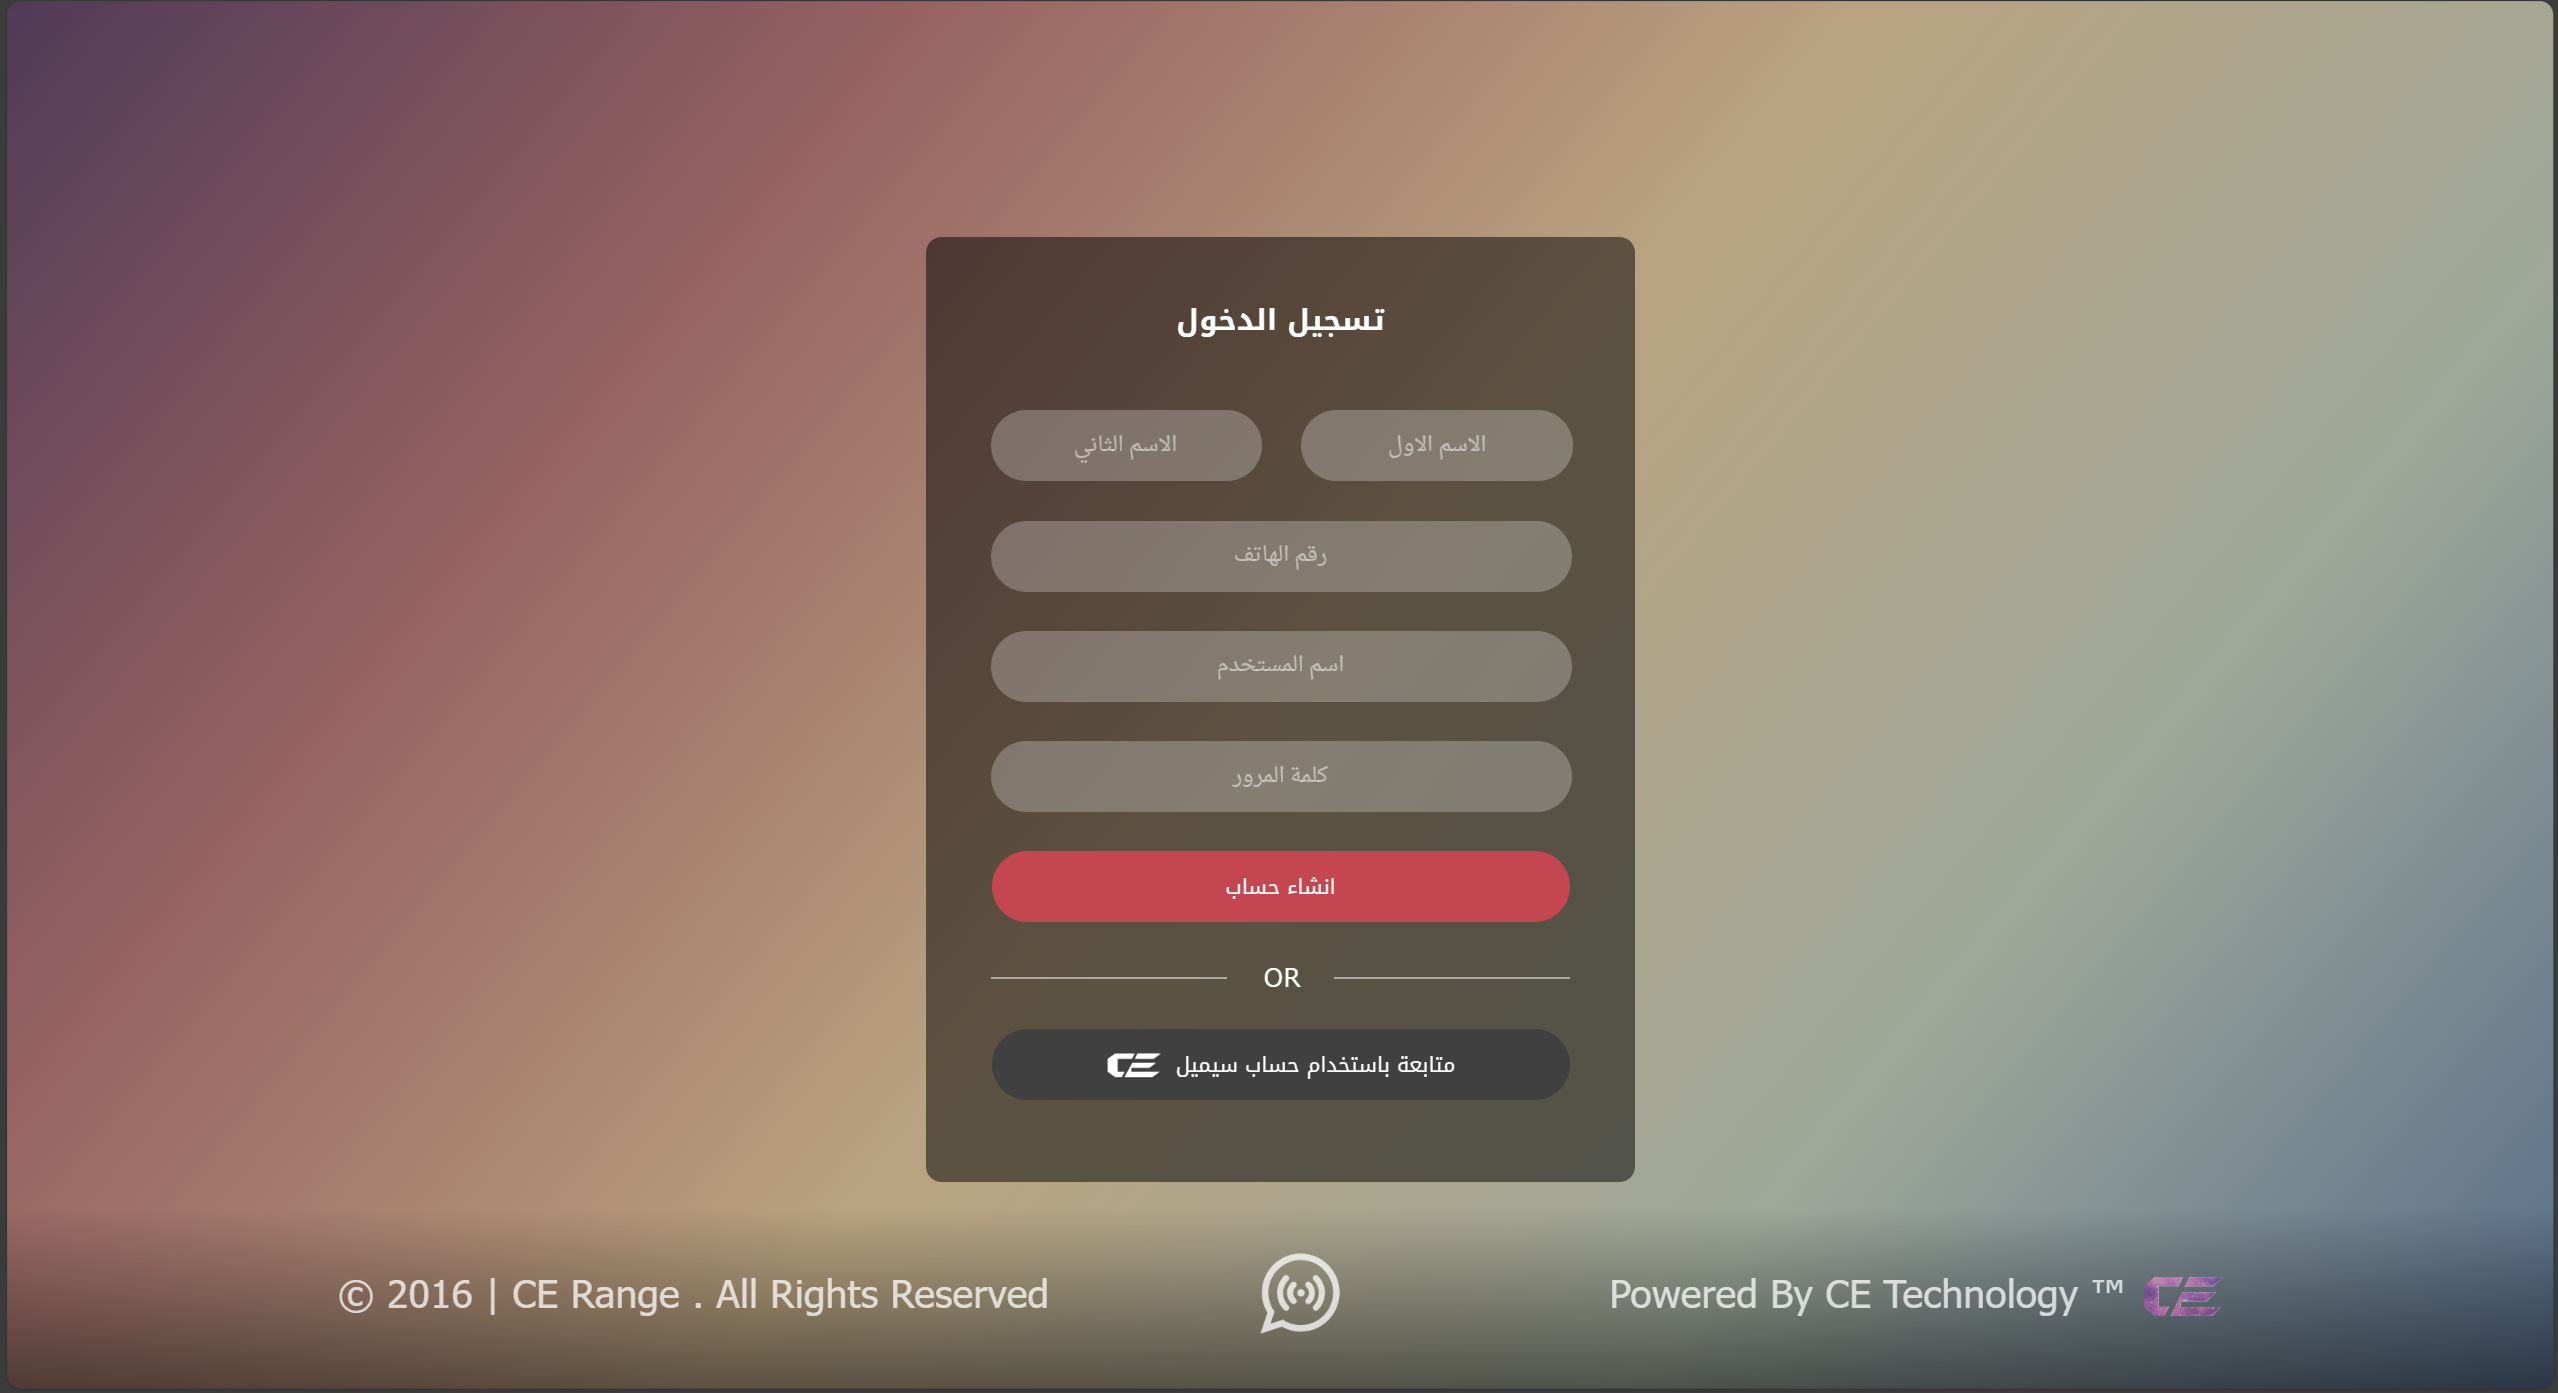 تسجيل الدخول
الاسم الاول
الاسم الثاني
رقم الهاتف
اسم المستخدم
كلمة المرور
انشاء حساب
OR
متابعة باستخدام حساب سيميل CE
© 2016 | CE Range . All Rights Reserved
Powered By CE Technology ™ CE